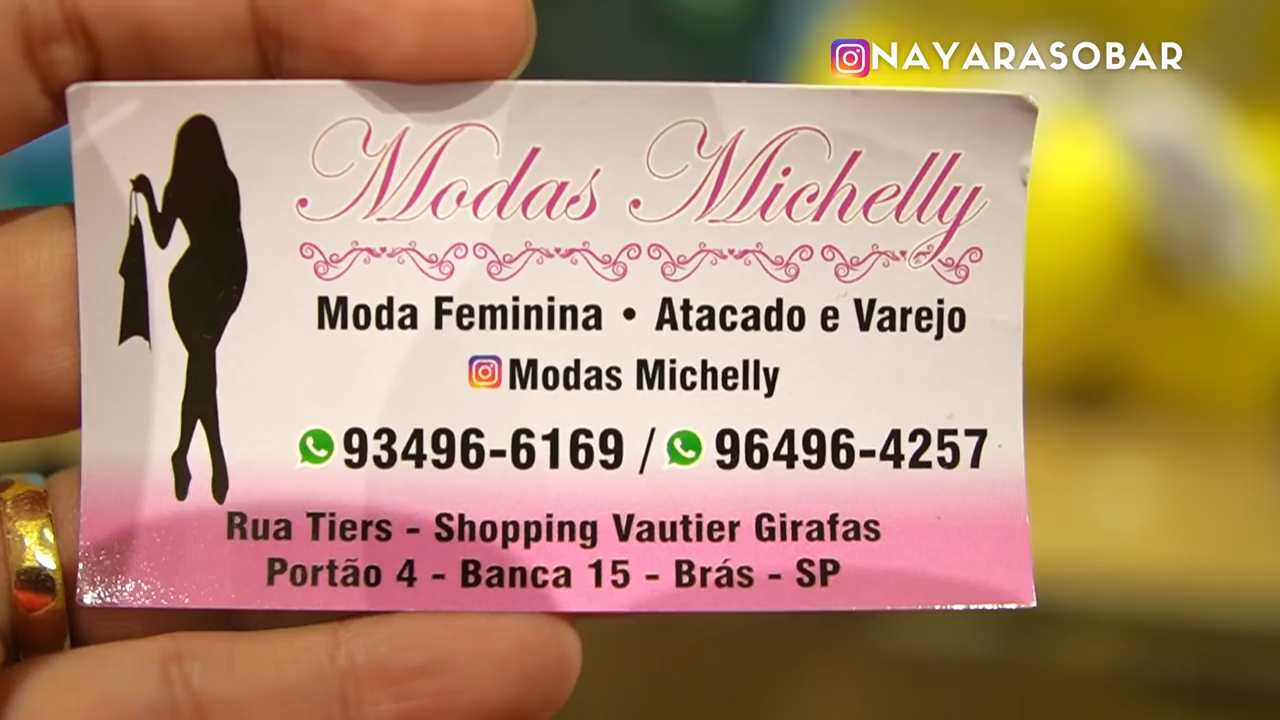 NAYARASOBAR
Modas Michelly
Moda Feminina • Atacado e Varejo
Modas Michelly
93496-6169 / 96496-4257
Rua Tiers - Shopping Vautier Girafas
Portão 4 - Banca 15 - Brás - SP